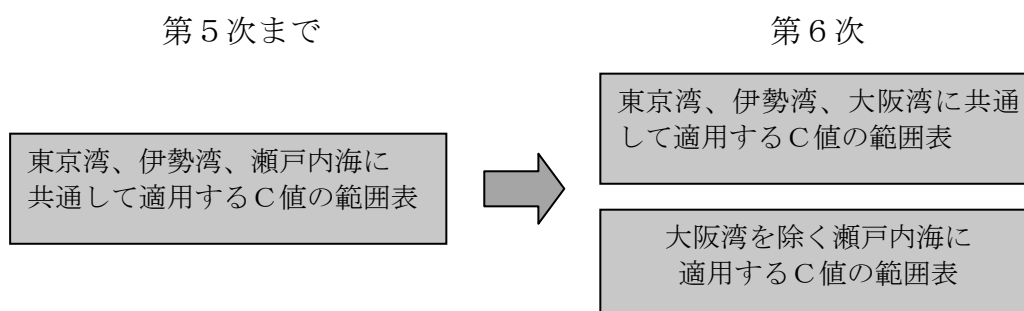 第５次まで
第６次
東京湾、伊勢湾、瀬戸内海に
共通して適用するＣ値の範囲表
東京湾、伊勢湾、大阪湾に共通
して適用するＣ値の範囲表
大阪湾を除く瀬戸内海に
適用するＣ値の範囲表